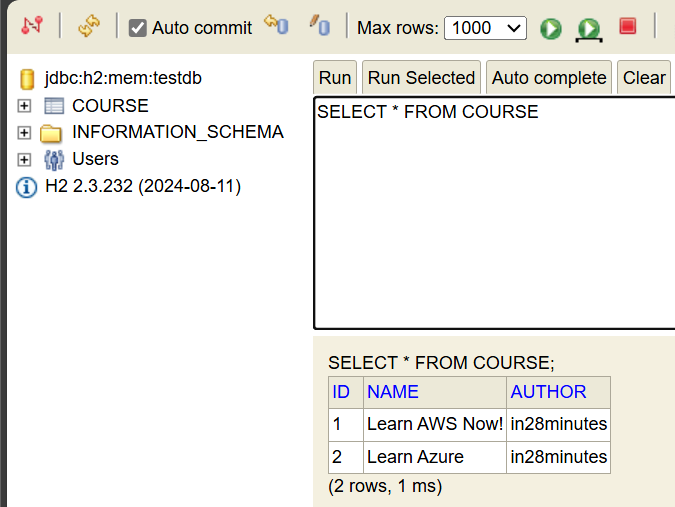 Auto commit Max rows: 1000
jdbc:h2:mem:testdb
COURSE
INFORMATION_SCHEMA
Users
H2 2.3.232 (2024-08-11)
Run Run Selected Auto complete Clear
SELECT * FROM COURSE
SELECT * FROM COURSE;
ID NAME AUTHOR
1 Learn AWS Now! in28minutes
2 Learn Azure in28minutes
(2 rows, 1 ms)